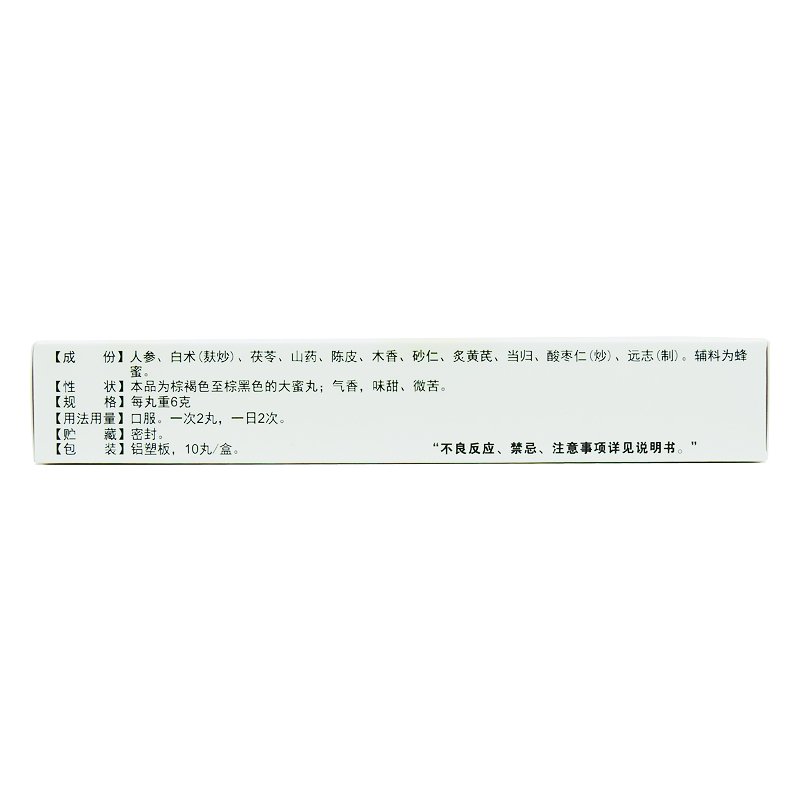 【成　份】人参、白术(麸炒)、茯苓、山药、陈皮、木香、砂仁、炙黄芪、当归、酸枣仁(炒)、远志(制)。辅料为蜂
蜜。
【性　状】本品为棕褐色至棕黑色的大蜜丸；气香，味甜、微苦。
【规　格】每丸重6克
【用法用量】口服。一次2丸，一日2次。
【贮　藏】密封。
【包　装】铝塑板，10丸/盒。 “不良反应、禁忌、注意事项详见说明书。”